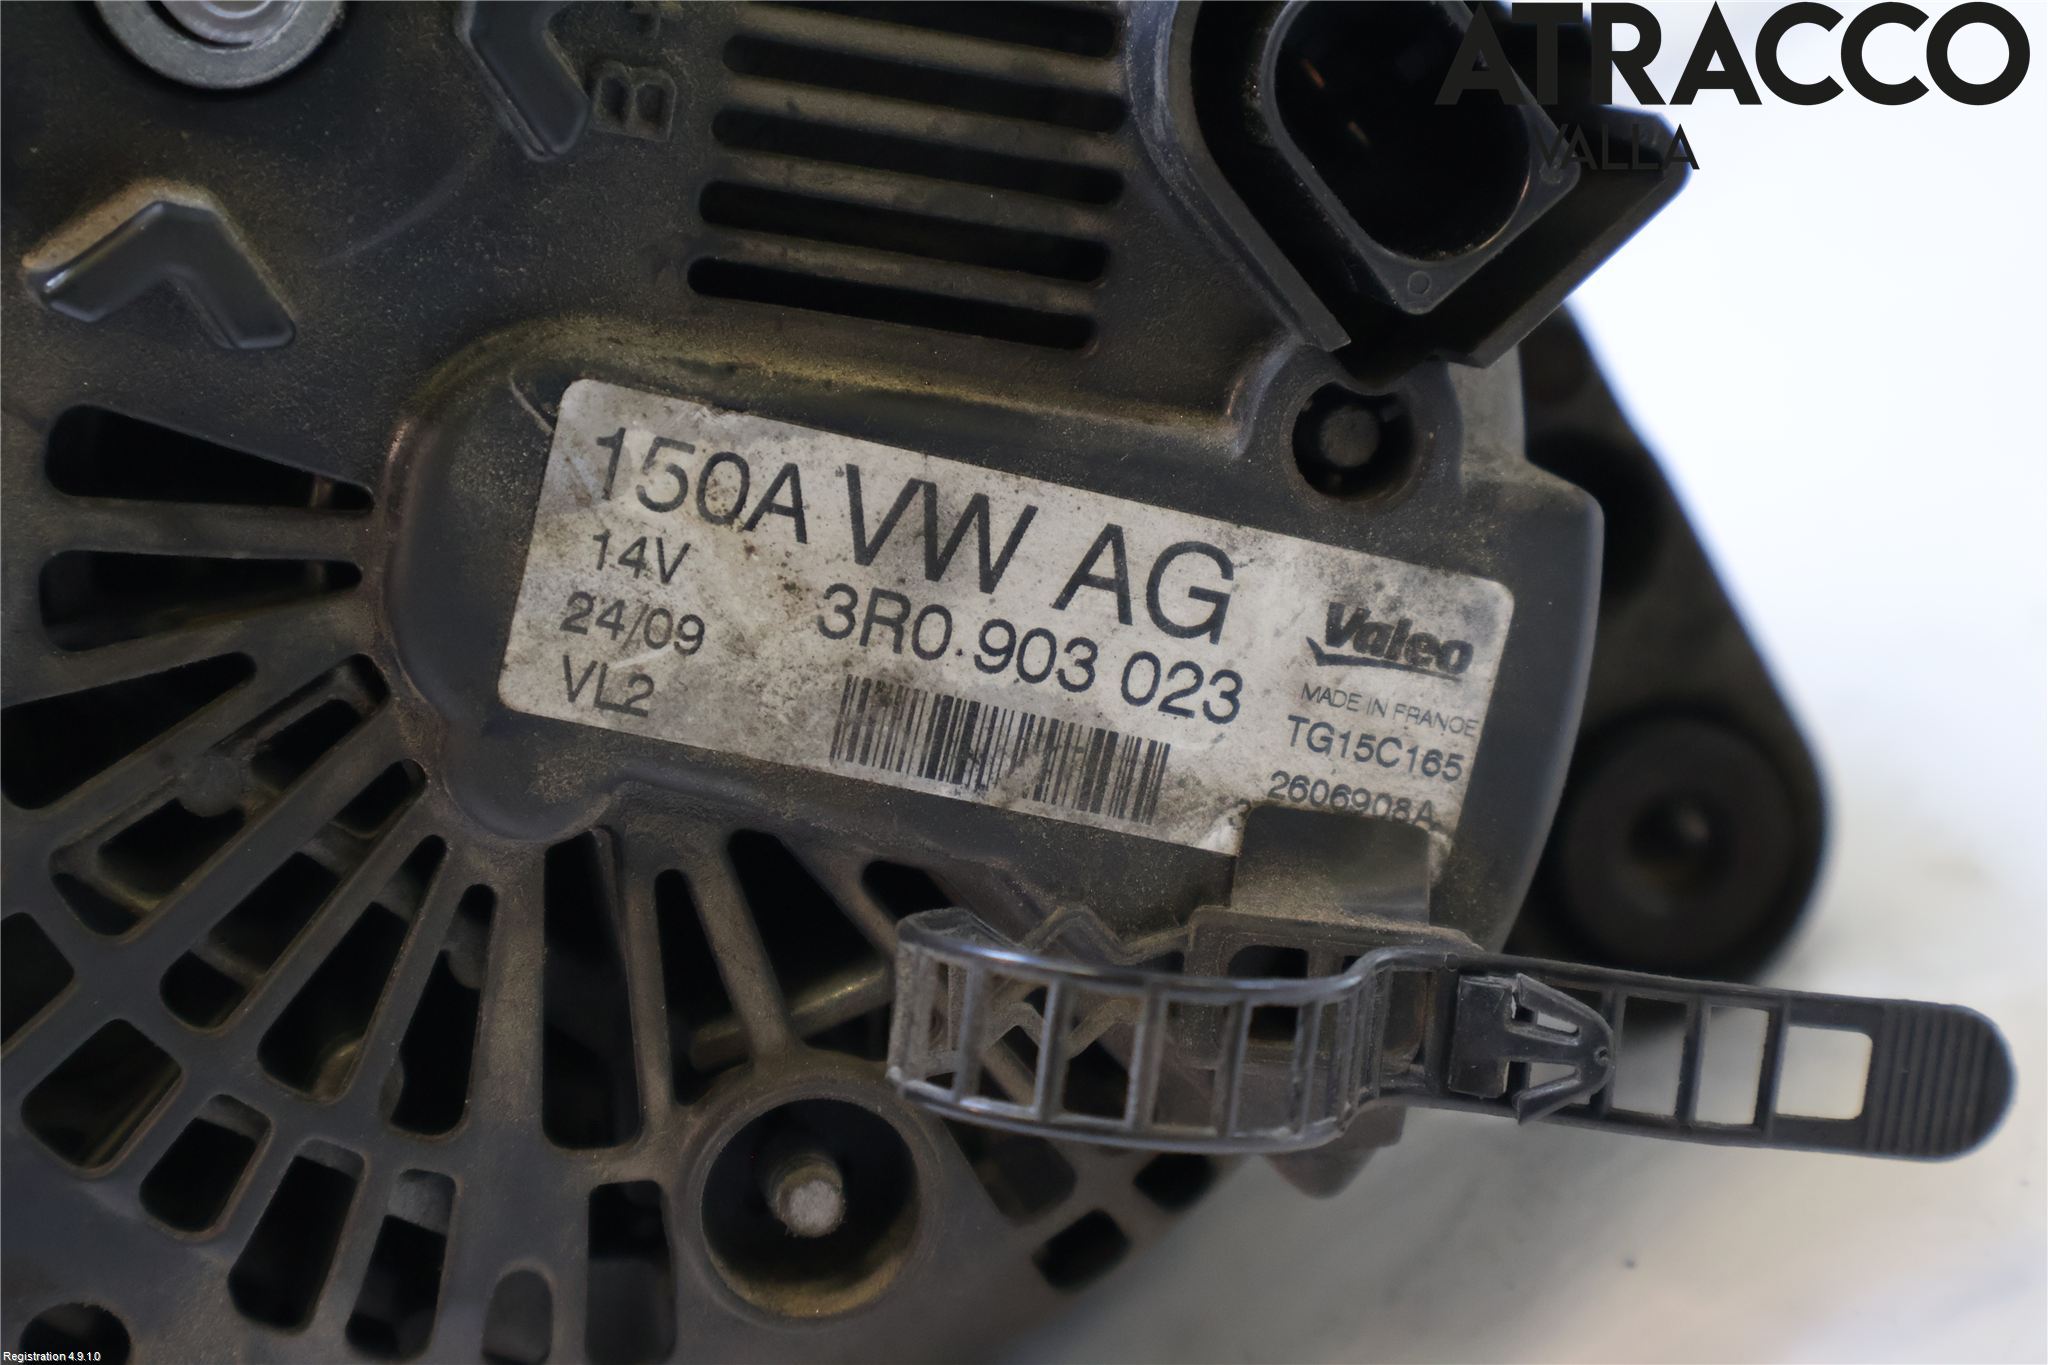 ATRACCO
VALLA
B+
150A VW AG
14V
3R0 903 023
24/09
VL2
Valeo
MADE IN FRANCE
TG15C165
2606908A
Registration 4.9.1.0